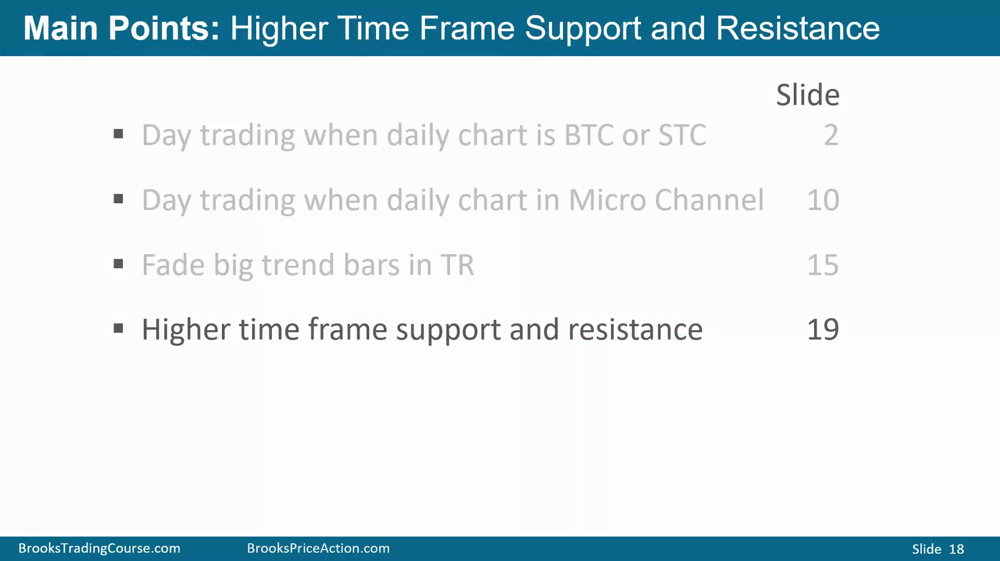 Main Points: Higher Time Frame Support and Resistance
Slide
▪ Day trading when daily chart is BTC or STC 2
▪ Day trading when daily chart in Micro Channel 10
▪ Fade big trend bars in TR 15
▪ Higher time frame support and resistance 19
BrooksTradingCourse.com BrooksPriceAction.com Slide 18